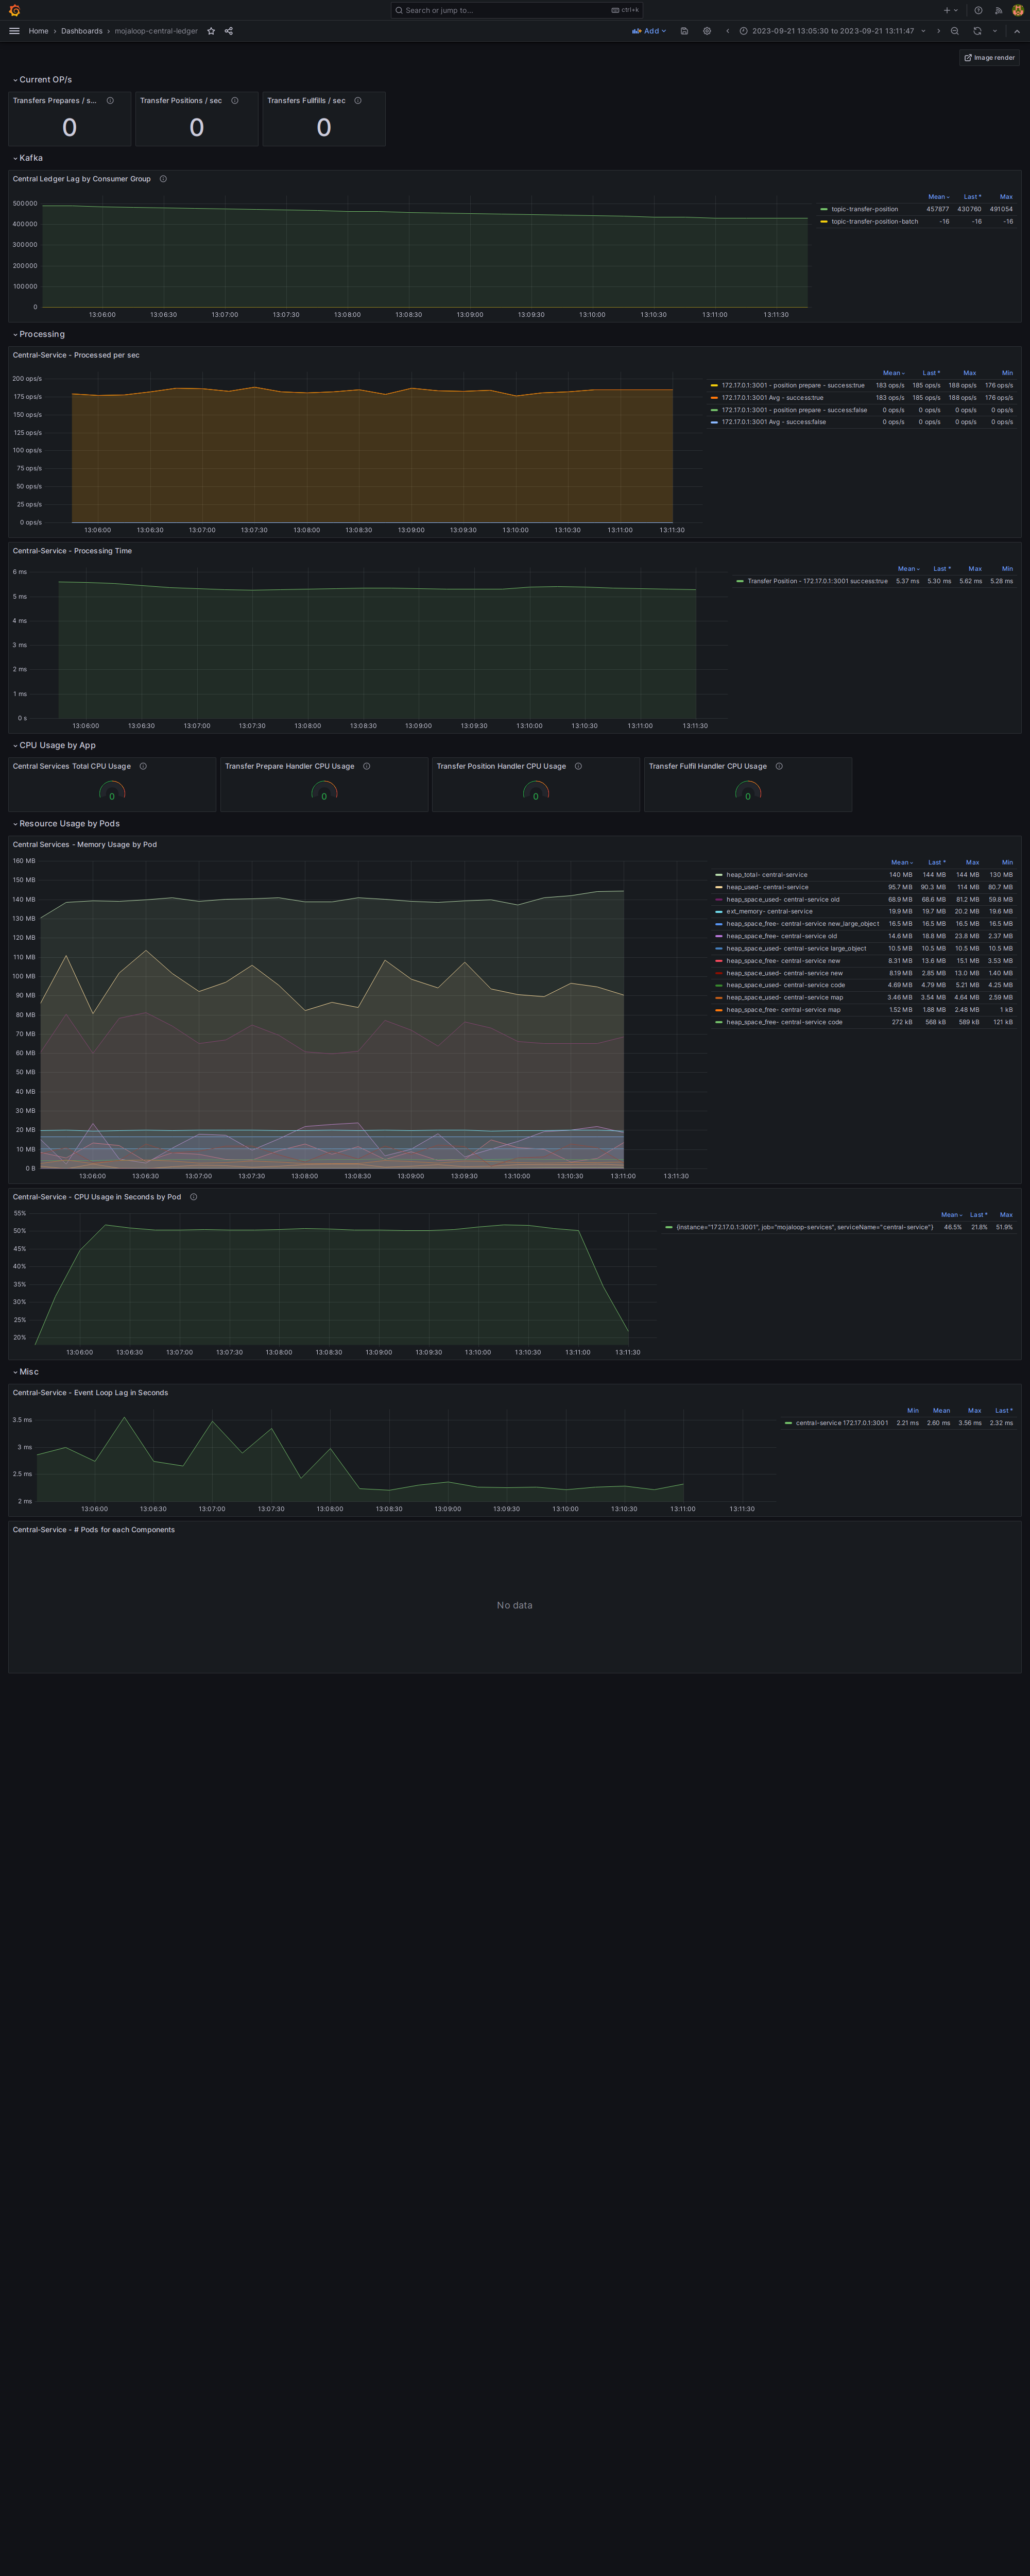 Search or jump to...
ctrl+k
Home › Dashboards › mojaloop-central-ledger
Add
2023-09-21 13:05:30 to 2023-09-21 13:11:47
Image render
Current OP/s
Transfers Prepares / s...
Transfer Positions / sec
Transfers Fullfills / sec
0
0
0
Kafka
Central Ledger Lag by Consumer Group
500000
400000
300000
200000
100000
0
13:06:00 13:06:30 13:07:00 13:07:30 13:08:00 13:08:30 13:09:00 13:09:30 13:10:00 13:10:30 13:11:00 13:11:30
Mean Last * Max
topic-transfer-position 457877 430760 491054
topic-transfer-position-batch -16 -16 -16
Processing
Central-Service - Processed per sec
200 ops/s
175 ops/s
150 ops/s
125 ops/s
100 ops/s
75 ops/s
50 ops/s
25 ops/s
0 ops/s
13:06:00 13:06:30 13:07:00 13:07:30 13:08:00 13:08:30 13:09:00 13:09:30 13:10:00 13:10:30 13:11:00 13:11:30
Mean Last * Max Min
172.17.0.1:3001 - position prepare - success:true 183 ops/s 185 ops/s 188 ops/s 176 ops/s
172.17.0.1:3001 Avg - success:true 183 ops/s 185 ops/s 188 ops/s 176 ops/s
172.17.0.1:3001 - position prepare - success:false 0 ops/s 0 ops/s 0 ops/s 0 ops/s
172.17.0.1:3001 Avg - success:false 0 ops/s 0 ops/s 0 ops/s 0 ops/s
Central-Service - Processing Time
6 ms
5 ms
4 ms
3 ms
2 ms
1 ms
0 s
13:06:00 13:06:30 13:07:00 13:07:30 13:08:00 13:08:30 13:09:00 13:09:30 13:10:00 13:10:30 13:11:00 13:11:30
Mean Last * Max Min
Transfer Position - 172.17.0.1:3001 success:true 5.37 ms 5.30 ms 5.62 ms 5.28 ms
CPU Usage by App
Central Services Total CPU Usage
Transfer Prepare Handler CPU Usage
Transfer Position Handler CPU Usage
Transfer Fulfil Handler CPU Usage
0
0
0
0
Resource Usage by Pods
Central Services - Memory Usage by Pod
160 MB
150 MB
140 MB
130 MB
120 MB
110 MB
100 MB
90 MB
80 MB
70 MB
60 MB
50 MB
40 MB
30 MB
20 MB
10 MB
0 B
13:06:00 13:06:30 13:07:00 13:07:30 13:08:00 13:08:30 13:09:00 13:09:30 13:10:00 13:10:30 13:11:00 13:11:30
Mean Last * Max Min
heap_total- central-service 140 MB 144 MB 144 MB 130 MB
heap_used- central-service 95.7 MB 90.3 MB 114 MB 80.7 MB
heap_space_used- central-service old 68.9 MB 68.6 MB 81.2 MB 59.8 MB
ext_memory- central-service 19.9 MB 19.7 MB 20.2 MB 19.6 MB
heap_space_free- central-service new_large_object 16.5 MB 16.5 MB 16.5 MB 16.5 MB
heap_space_free- central-service old 14.6 MB 18.8 MB 23.8 MB 2.37 MB
heap_space_used- central-service large_object 10.5 MB 10.5 MB 10.5 MB 10.5 MB
heap_space_free- central-service new 8.31 MB 13.6 MB 15.1 MB 3.53 MB
heap_space_used- central-service new 8.19 MB 2.85 MB 13.0 MB 1.40 MB
heap_space_used- central-service code 4.69 MB 4.79 MB 5.21 MB 4.25 MB
heap_space_used- central-service map 3.46 MB 3.54 MB 4.64 MB 2.59 MB
heap_space_free- central-service map 1.52 MB 1.88 MB 2.48 MB 1 kB
heap_space_free- central-service code 272 kB 568 kB 589 kB 121 kB
Central-Service - CPU Usage in Seconds by Pod
55%
50%
45%
40%
35%
30%
25%
20%
13:06:00 13:06:30 13:07:00 13:07:30 13:08:00 13:08:30 13:09:00 13:09:30 13:10:00 13:10:30 13:11:00 13:11:30
Mean Last * Max
{instance="172.17.0.1:3001", job="mojaloop-services", serviceName="central-service"} 46.5% 21.8% 51.9%
Misc
Central-Service - Event Loop Lag in Seconds
3.5 ms
3 ms
2.5 ms
2 ms
13:06:00 13:06:30 13:07:00 13:07:30 13:08:00 13:08:30 13:09:00 13:09:30 13:10:00 13:10:30 13:11:00 13:11:30
Min Mean Max Last *
central-service 172.17.0.1:3001 2.21 ms 2.60 ms 3.56 ms 2.32 ms
Central-Service - # Pods for each Components
No data